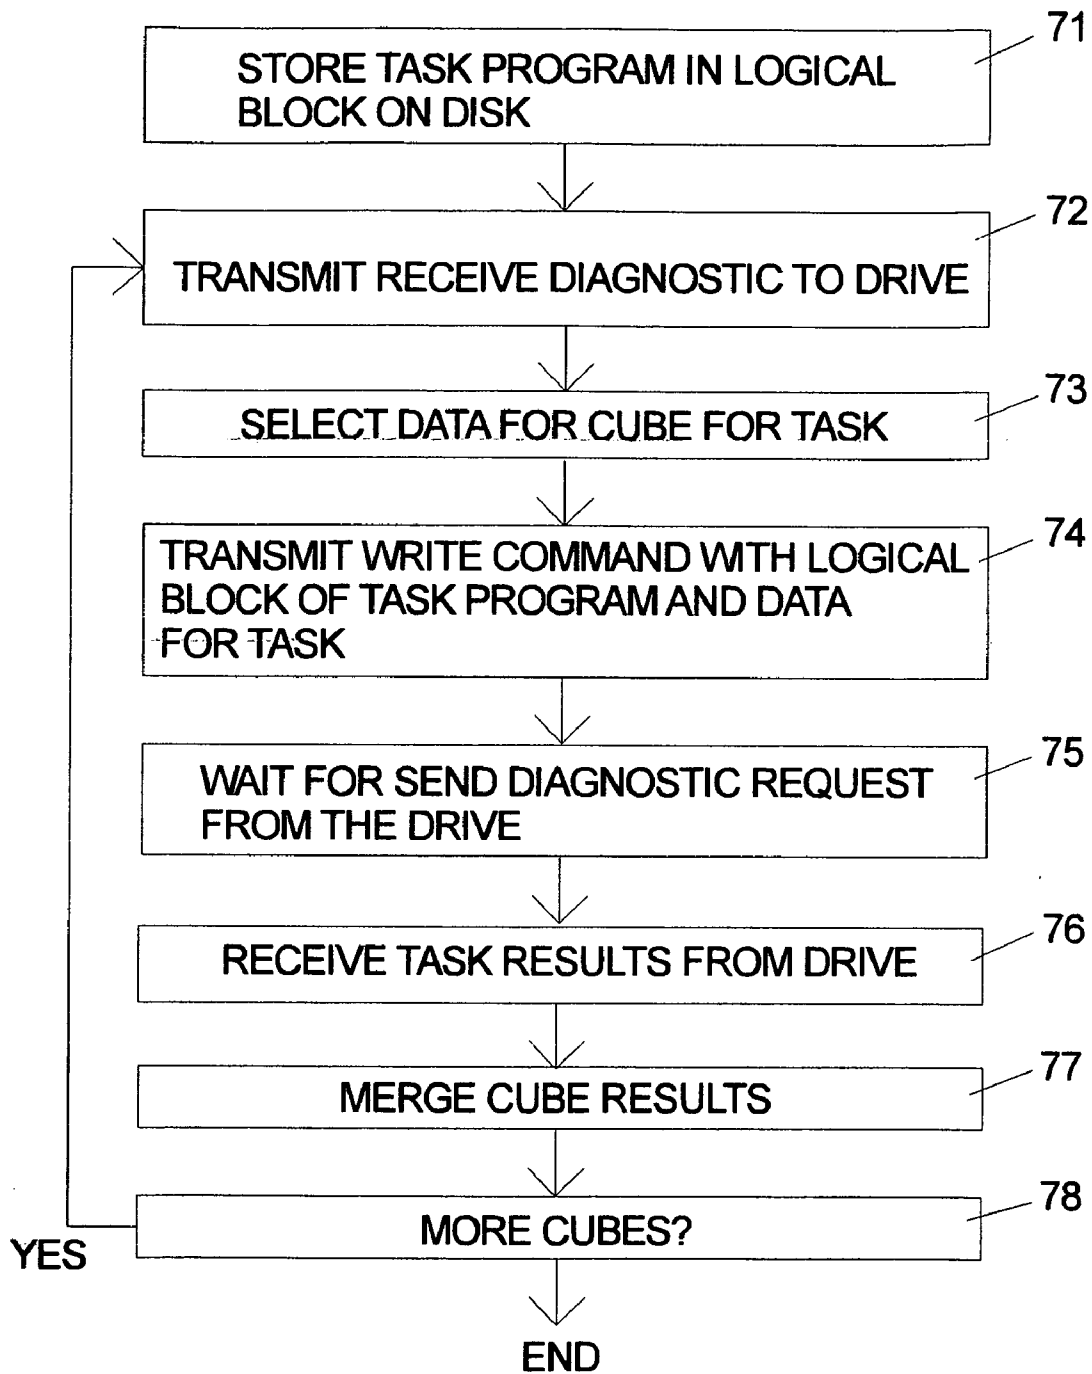 71
STORE TASK PROGRAM IN LOGICAL
BLOCK ON DISK
72
TRANSMIT RECEIVE DIAGNOSTIC TO DRIVE
73
SELECT DATA FOR CUBE FOR TASK
74
TRANSMIT WRITE COMMAND WITH LOGICAL
BLOCK OF TASK PROGRAM AND DATA
FOR TASK
75
WAIT FOR SEND DIAGNOSTIC REQUEST
FROM THE DRIVE
76
RECEIVE TASK RESULTS FROM DRIVE
77
MERGE CUBE RESULTS
78
MORE CUBES?
YES
END